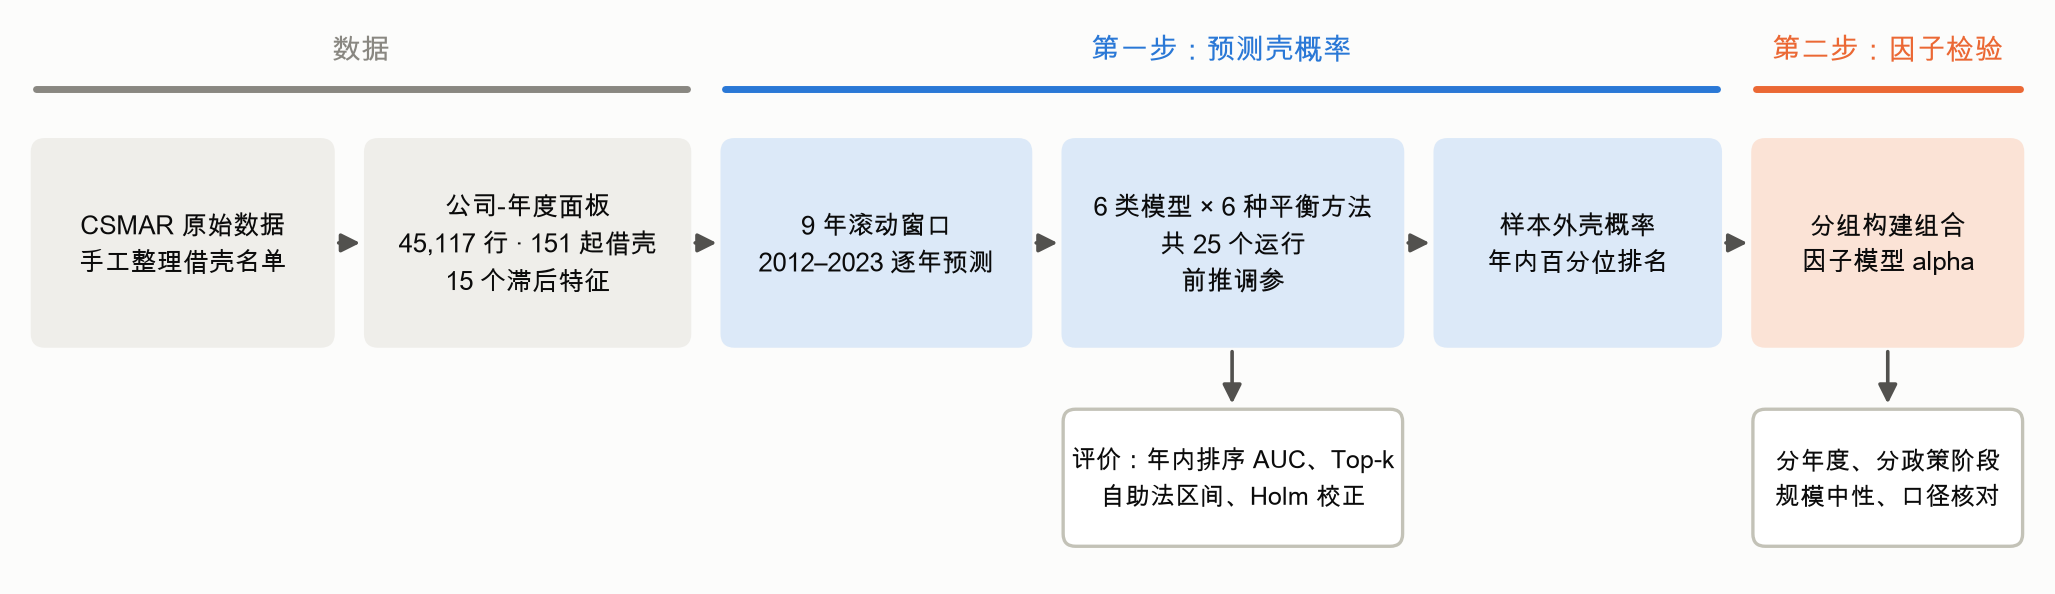 数据
第一步：预测壳概率
第二步：因子检验
CSMAR 原始数据
手工整理借壳名单
公司-年度面板
45,117 行 · 151 起借壳
15 个滞后特征
9 年滚动窗口
2012–2023 逐年预测
6 类模型 × 6 种平衡方法
共 25 个运行
前推调参
样本外壳概率
年内百分位排名
分组构建组合
因子模型 alpha
评价：年内排序 AUC、Top-k
自助法区间、Holm 校正
分年度、分政策阶段
规模中性、口径核对